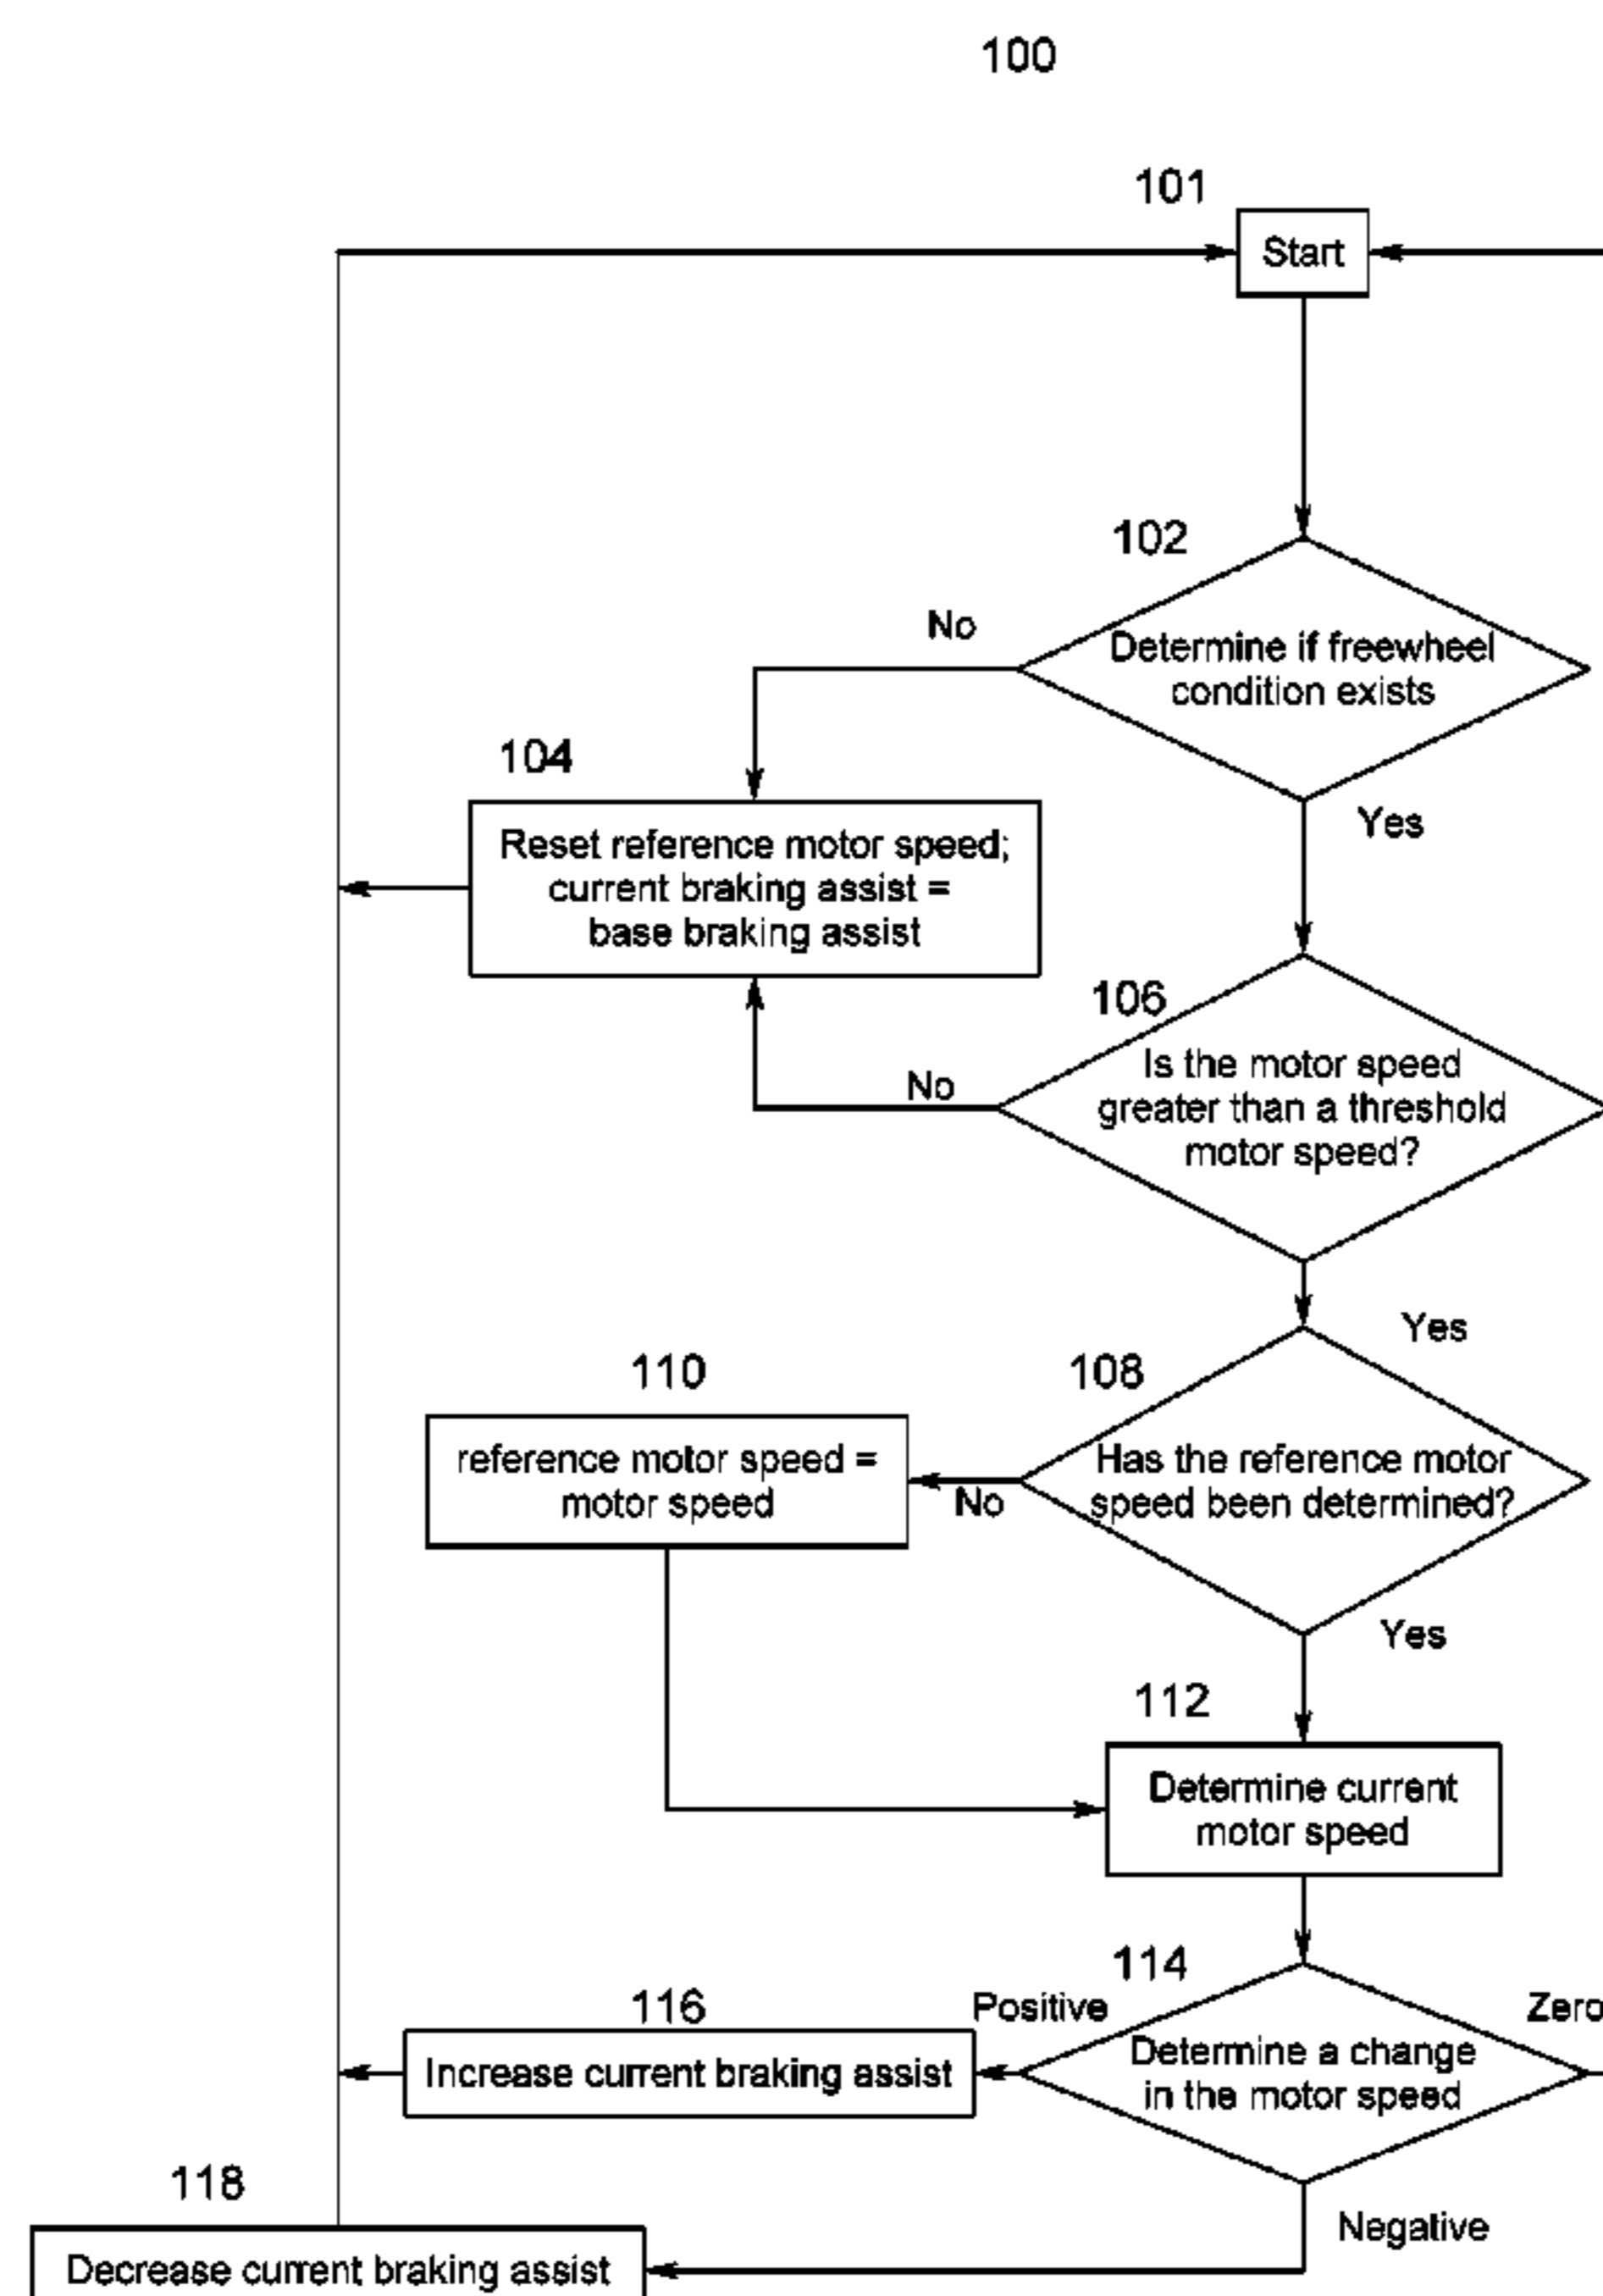 100
101
Start
102
No
Determine if freewheel
condition exists
Yes
104
Reset reference motor speed;
current braking assist =
base braking assist
106
Is the motor speed
greater than a threshold
motor speed?
No
Yes
110
108
reference motor speed =
motor speed
No
Has the reference motor
speed been determined?
Yes
112
Determine current
motor speed
114
116
Positive
Zero
Increase current braking assist
Determine a change
in the motor speed
118
Negative
Decrease current braking assist